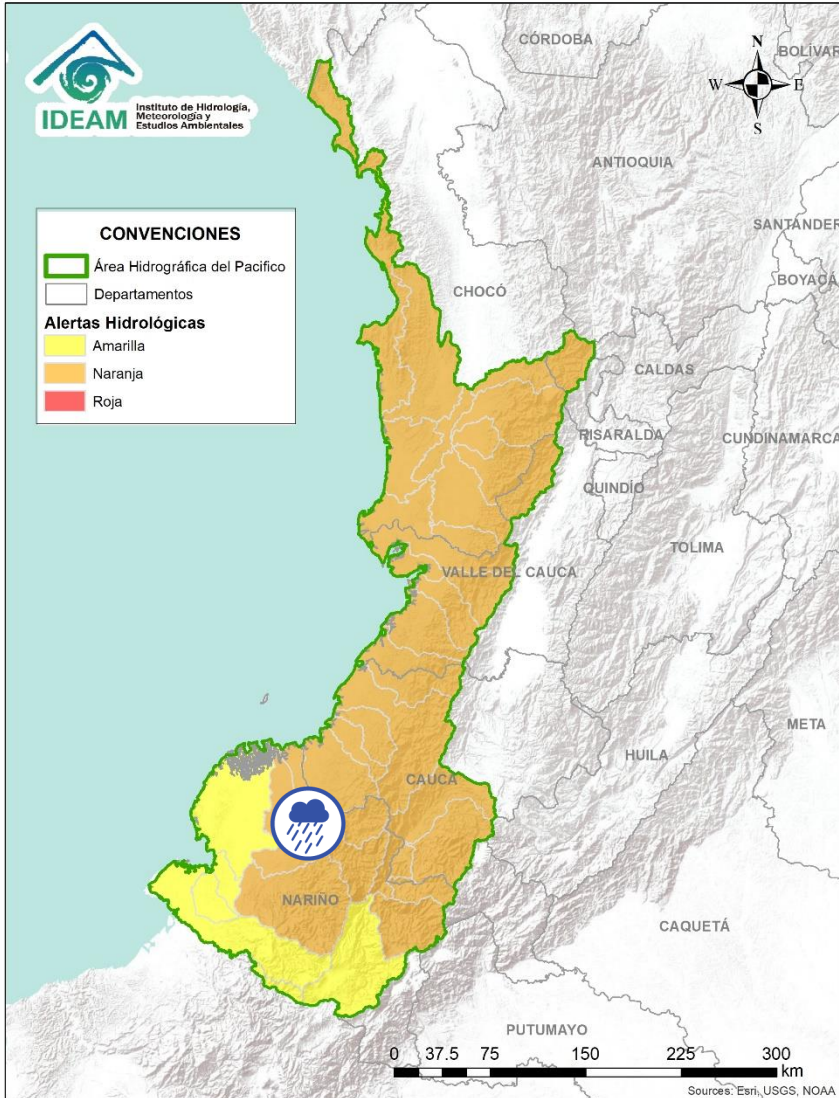 IDEAM
Instituto de Hidrología,
Meteorología y
Estudios Ambientales
CÓRDOBA
BOLÍVAR
N
W
E
S
ANTIOQUIA
SANTANDER
BOYACÁ
CONVENCIONES
Área Hidrográfica del Pacifico
Departamentos
Alertas Hidrológicas
Amarilla
Naranja
Roja
CHOCÓ
CALDAS
RISARALDA
CUNDINAMARCA
QUINDÍO
TOLIMA
VALLE DEL CAUCA
META
HUILA
CAUCA
NARIÑO
CAQUETÁ
PUTUMAYO
0 37.5 75 150 225 300
km
Sources: Esri, USGS, NOAA